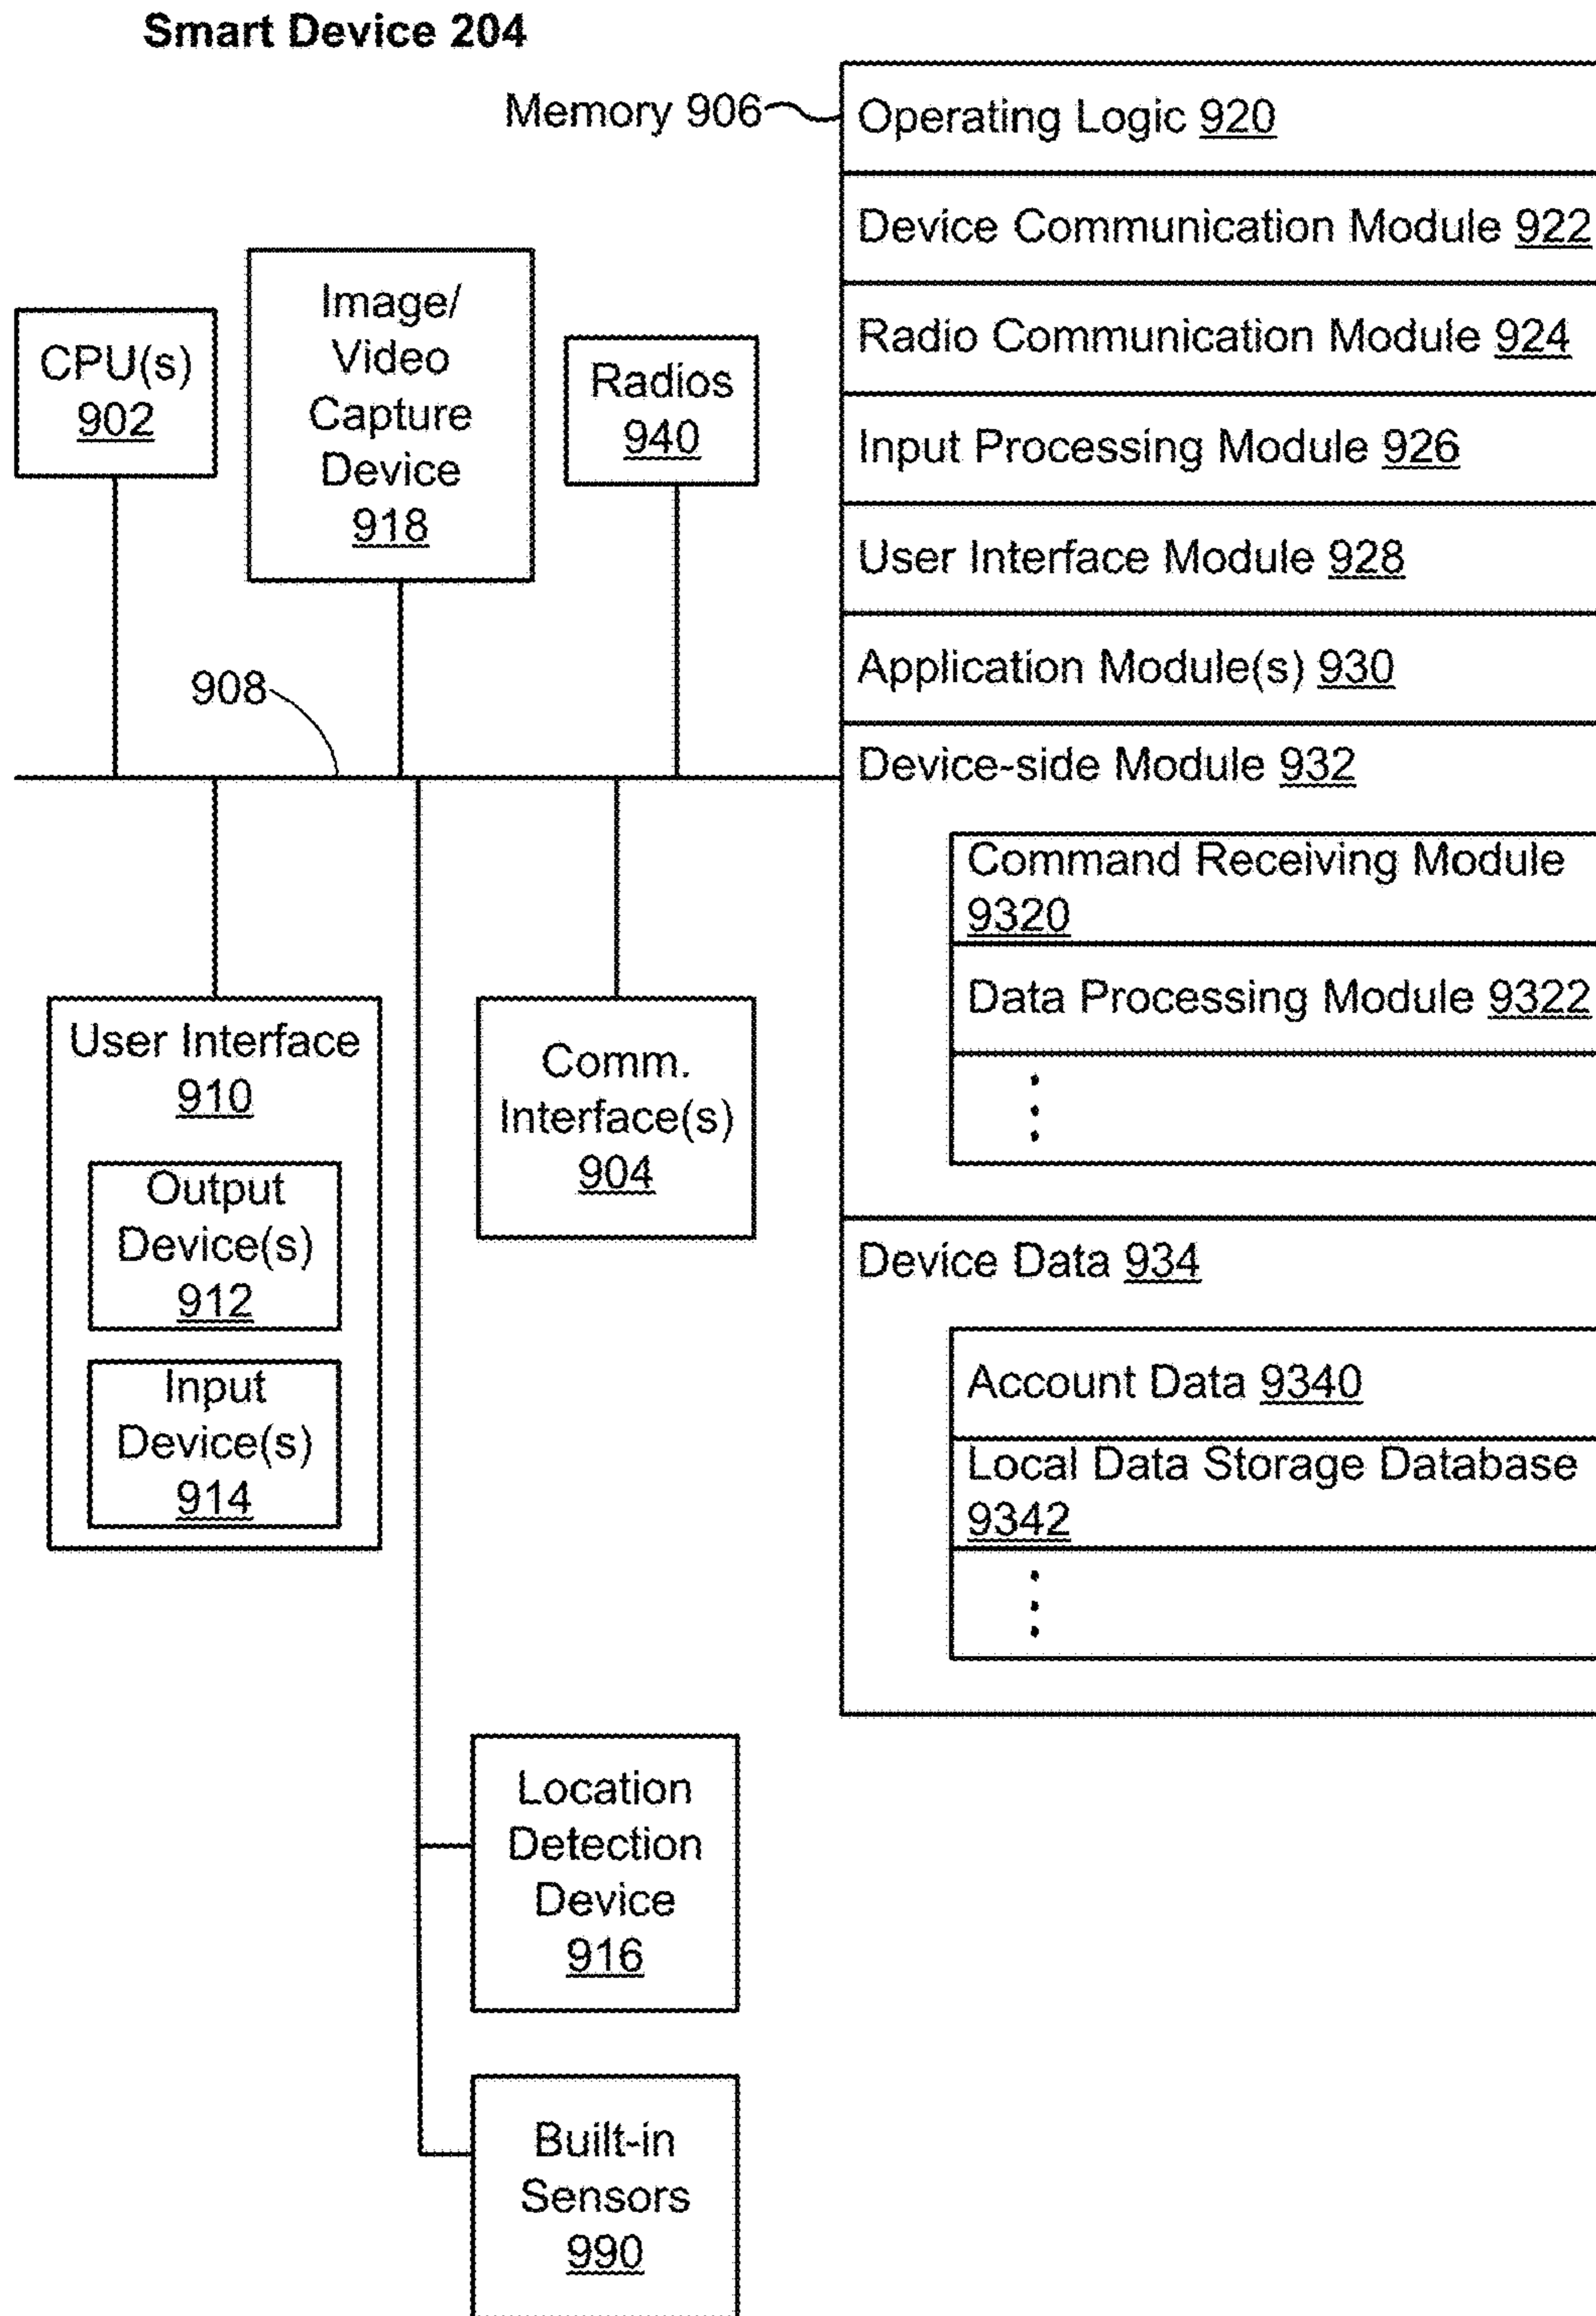 Smart Device 204
Memory 906
Operating Logic 920
Device Communication Module 922
Radio Communication Module 924
Input Processing Module 926
User Interface Module 928
Application Module(s) 930
Device-side Module 932
Command Receiving Module
9320
Data Processing Module 9322
Device Data 934
Account Data 9340
Local Data Storage Database
9342
CPU(s)
902
Image/
Video
Capture
Device
918
Radios
940
908
User Interface
910
Output
Device(s)
912
Input
Device(s)
914
Comm.
Interface(s)
904
Location
Detection
Device
916
Built-in
Sensors
990